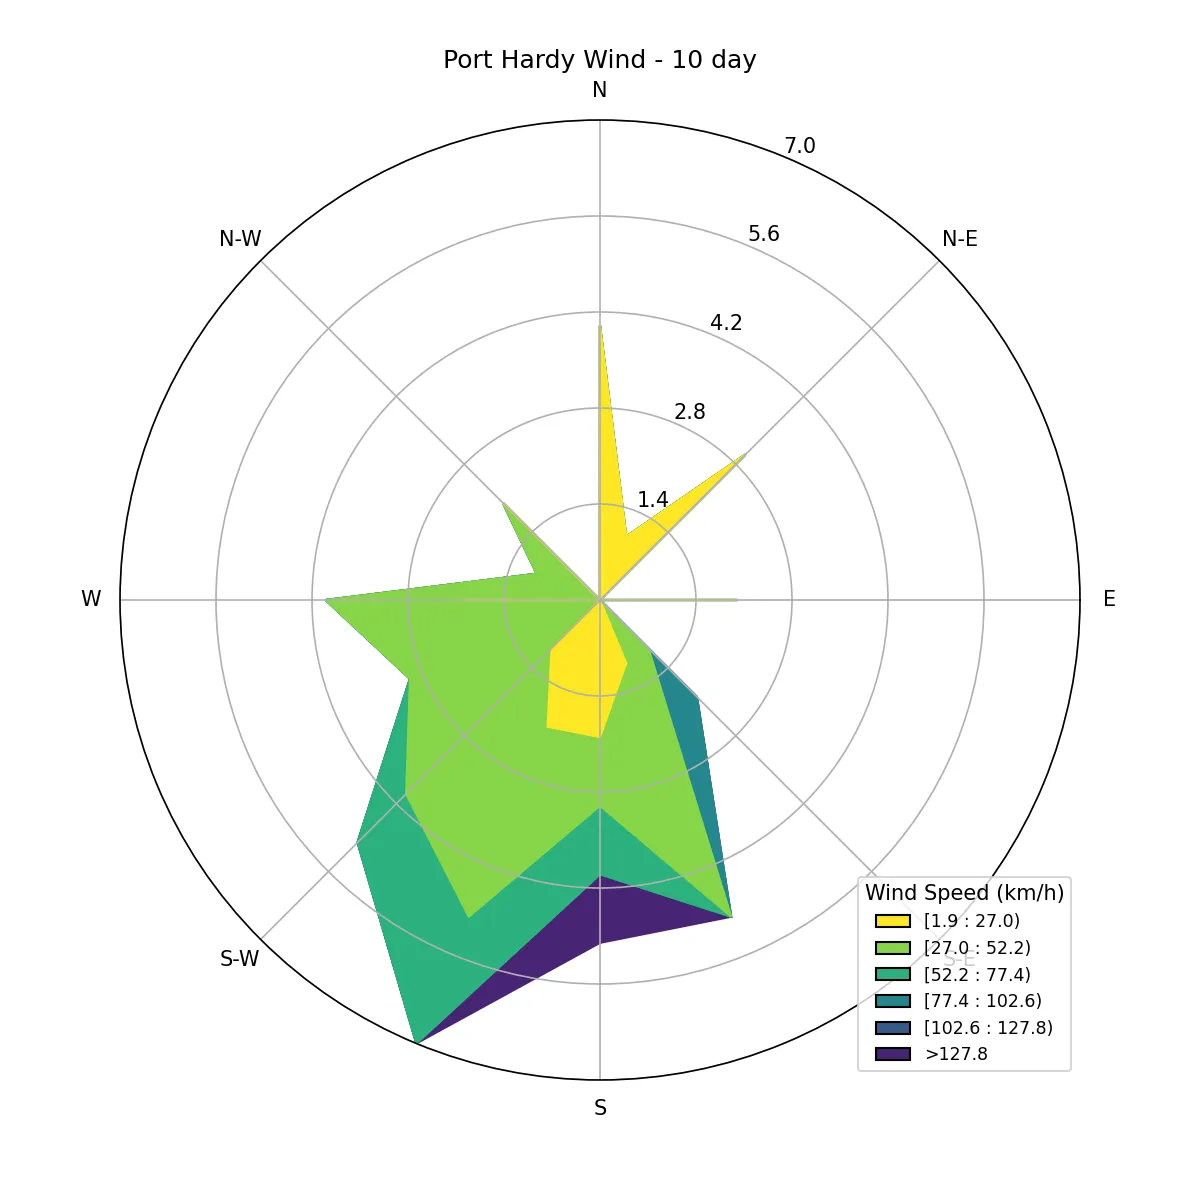 Port Hardy Wind - 10 day
N
7.0
N-W
5.6
N-E
4.2
2.8
1.4
W
E
Wind Speed (km/h)
[1.9 : 27.0)
[27.0 : 52.2)
S-W
S-E
[52.2 : 77.4)
[77.4 : 102.6)
[102.6 : 127.8)
>127.8
S